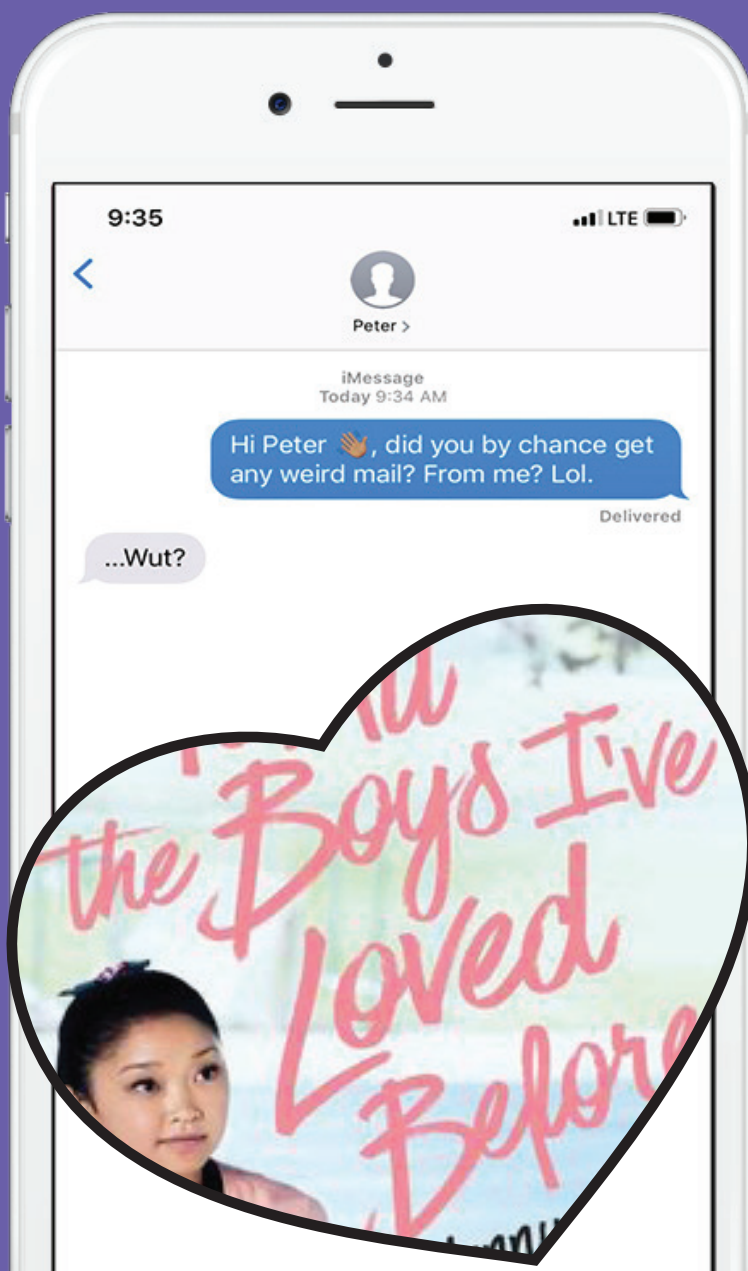 9:35
LTE
Peter >
iMessage
Today 9:34 AM
Hi Peter 👋🏽, did you by chance get
any weird mail? From me? Lol.
Delivered
...Wut?
the Boys I've
Loved
Before